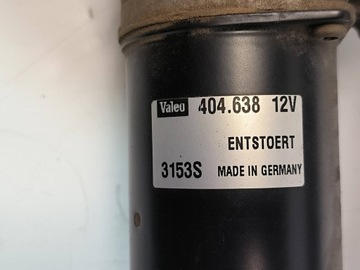 Valeo 404.638 12V
ENTSTOERT
3153S MADE IN GERMANY